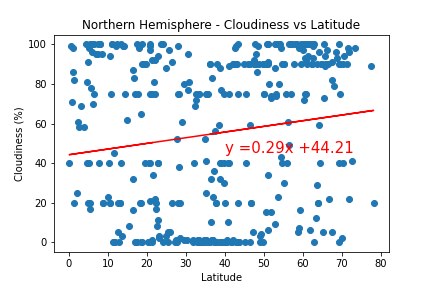 Northern Hemisphere - Cloudiness vs Latitude
100
80
60
40
20
0
Cloudiness (%)
y =0.29x +44.21
0 10 20 30 40 50 60 70 80
Latitude